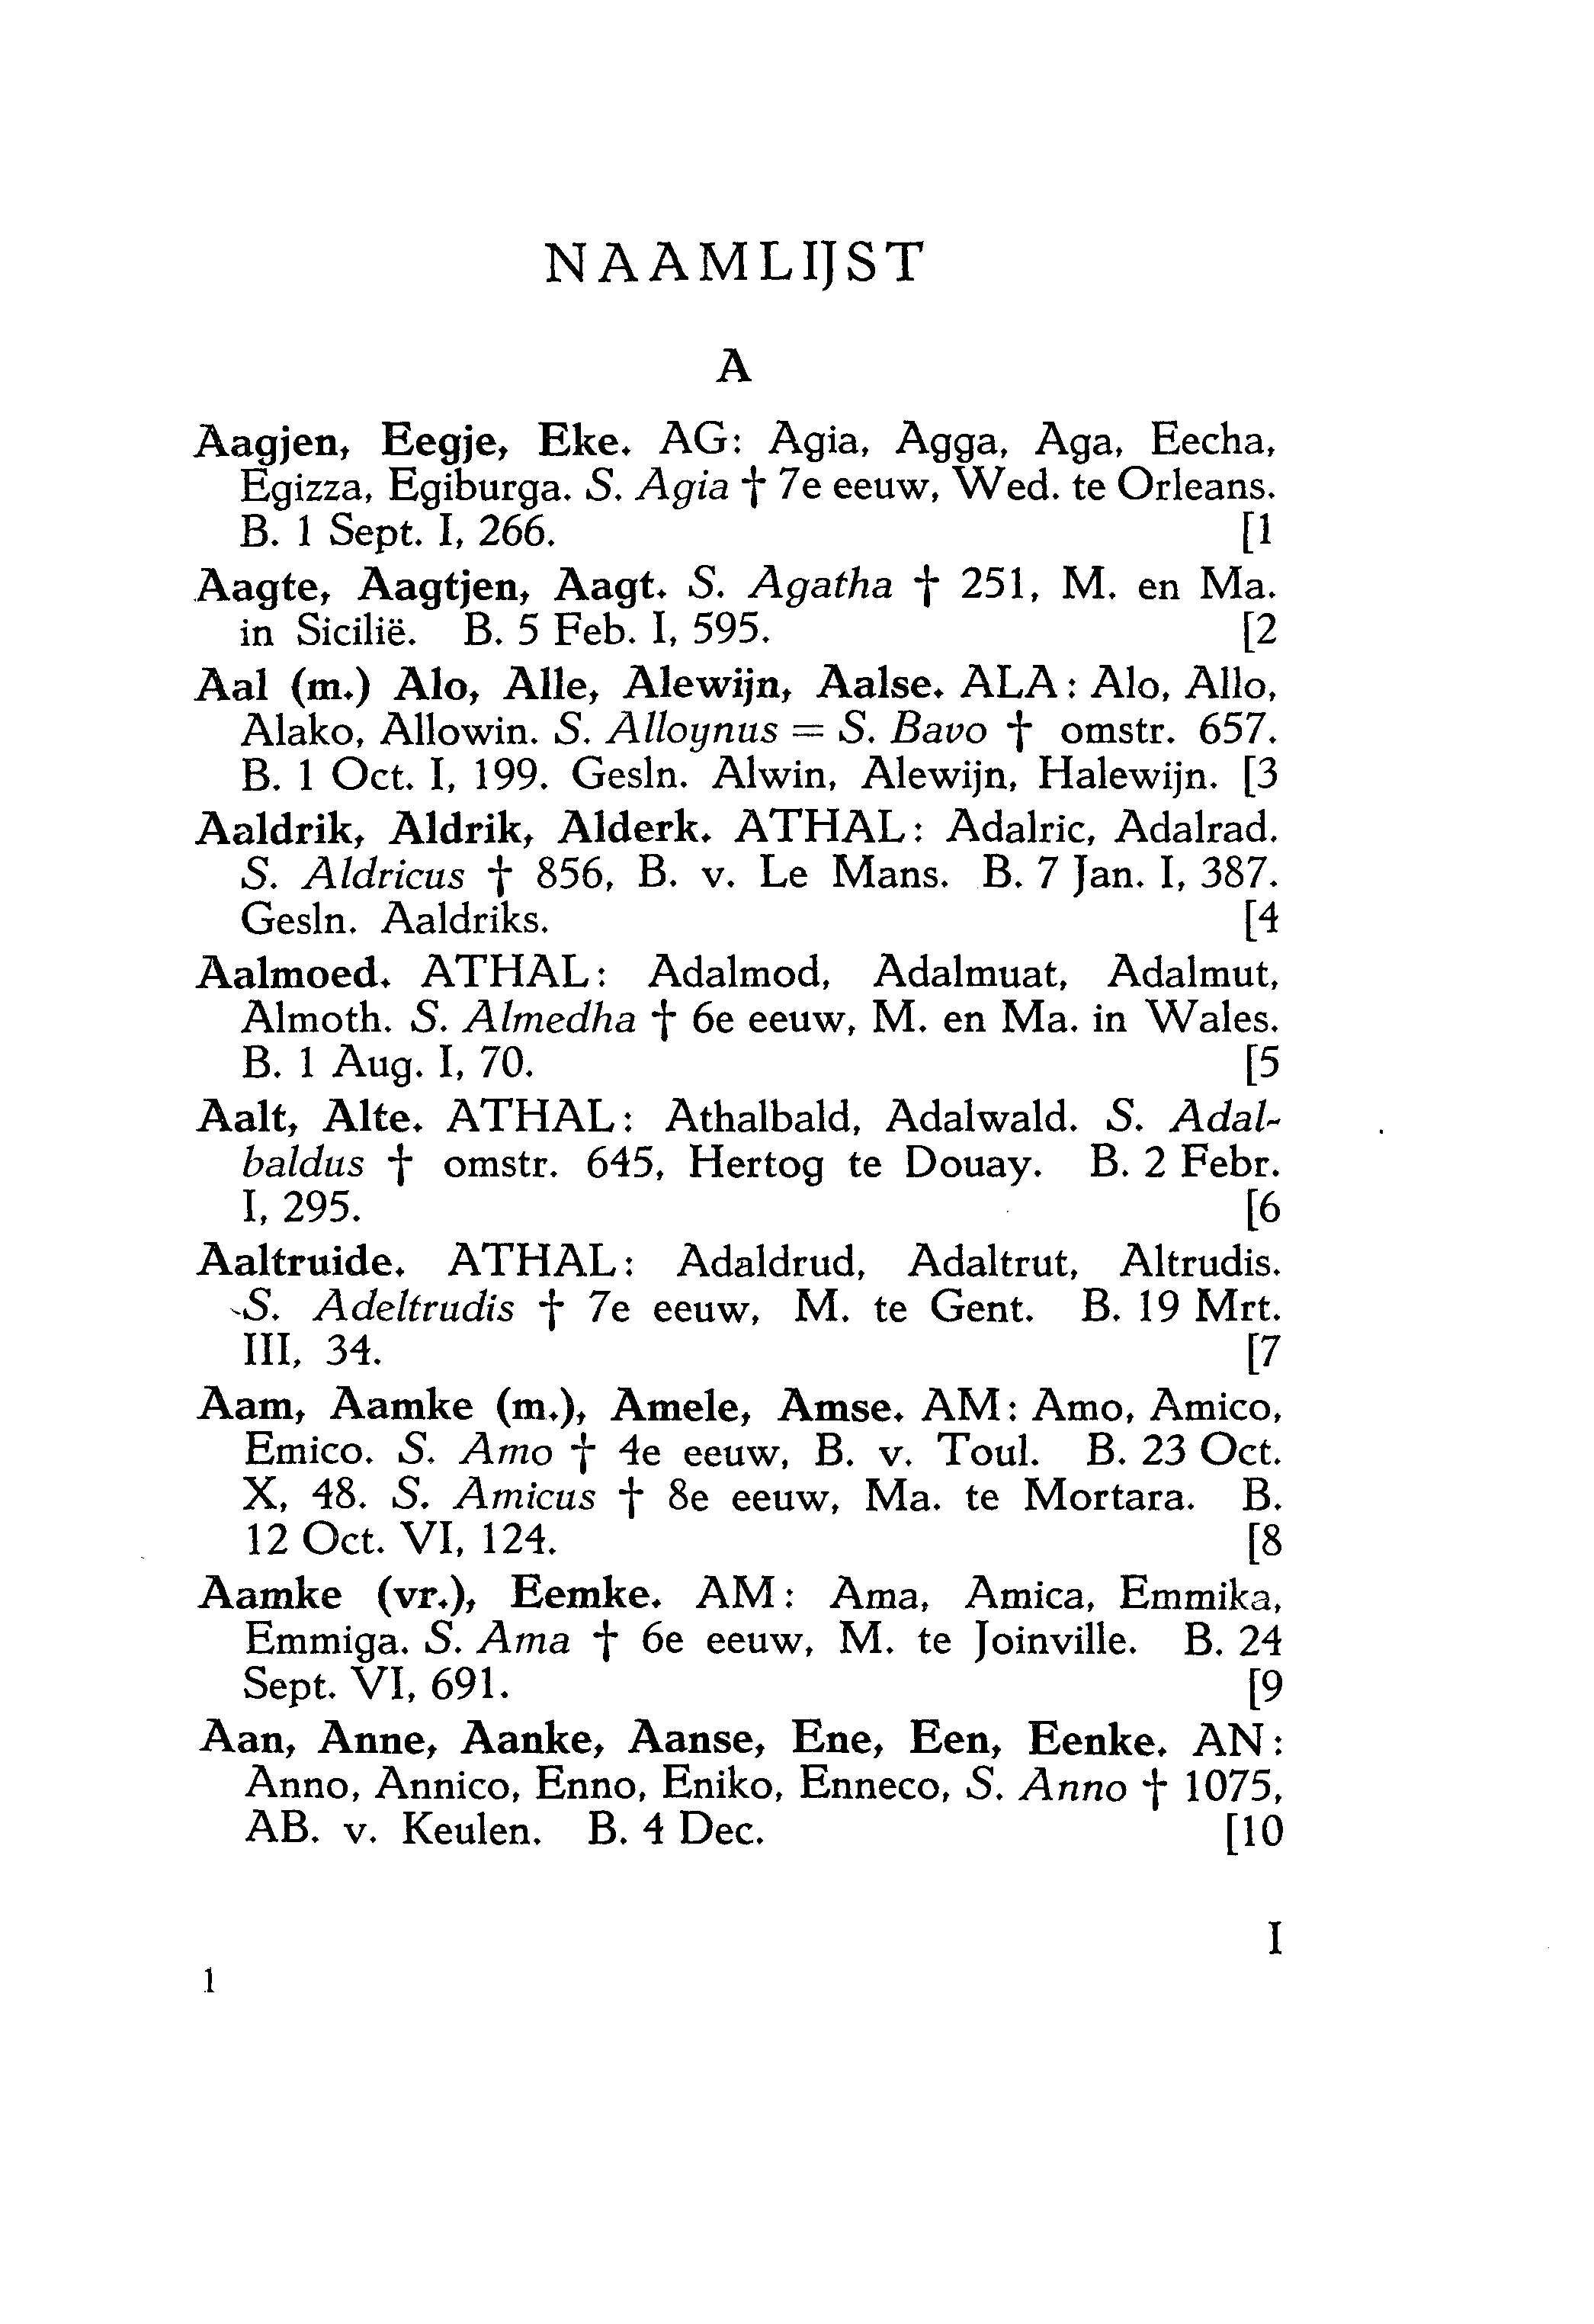 NAAMLIJST
A
Aagjen, Eegje, Eke. AG: Agia, Agga, Aga, Eecha,
Egizza, Egiburga. S. Agia † 7e eeuw, Wed. te Orleans.
B. 1 Sept. I, 266. [1
Aagte, Aagtjen, Aagt. S. Agatha † 251, M. en Ma.
in Sicilië. B. 5 Feb. I, 595. [2
Aal (m.) Alo, Alle, Alewijn, Aalse. ALA: Alo, Allo,
Alako, Allowin. S. Alloynus = S. Bavo † omstr. 657.
B. 1 Oct. I, 199. Gesln. Alwin, Alewijn, Halewijn. [3
Aaldrik, Aldrik, Alderk. ATHAL: Adalric, Adalrad.
S. Aldricus † 856, B. v. Le Mans. B. 7 Jan. I, 387.
Gesln. Aaldriks. [4
Aalmoed. ATHAL: Adalmod, Adalmuat, Adalmut,
Almoth. S. Almedha † 6e eeuw, M. en Ma. in Wales.
B. 1 Aug. I, 70. [5
Aalt, Alte. ATHAL: Athalbald, Adalwald. S. Adal-
baldus † omstr. 645, Hertog te Douay. B. 2 Febr.
I, 295. [6
Aaltruide. ATHAL: Adaldrud, Adaltrut, Altrudis.
S. Adeltrudis † 7e eeuw, M. te Gent. B. 19 Mrt.
III, 34. [7
Aam, Aamke (m.), Amele, Amse. AM: Amo, Amico,
Emico. S. Amo † 4e eeuw, B. v. Toul. B. 23 Oct.
X, 48. S. Amicus † 8e eeuw, Ma. te Mortara. B.
12 Oct. VI, 124. [8
Aamke (vr.), Eemke. AM: Ama, Amica, Emmika,
Emmiga. S. Ama † 6e eeuw, M. te Joinville. B. 24
Sept. VI, 691. [9
Aan, Anne, Aanke, Aanse, Ene, Een, Eenke. AN:
Anno, Annico, Enno, Eniko, Enneco, S. Anno † 1075,
AB. v. Keulen. B. 4 Dec. [10
I
1